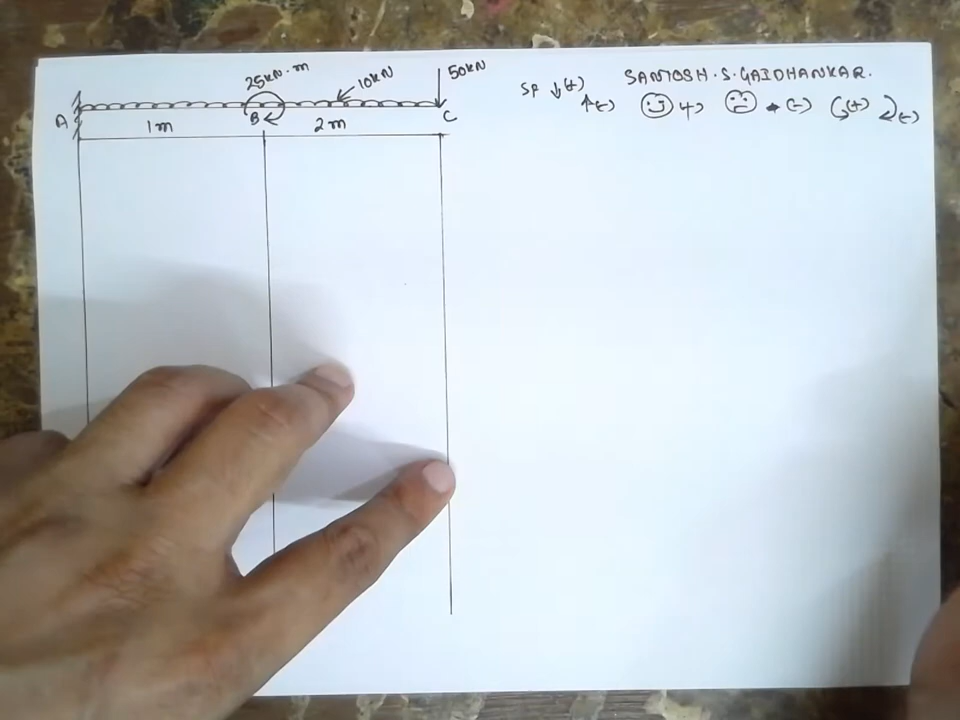 25kN.m
10kN
50kN
A
1m
B
2m
C
SANTOSH.S.GAIDHANKAR.
SF ↓(+)
↑(-)
(+)
(-)
(+)
(-)